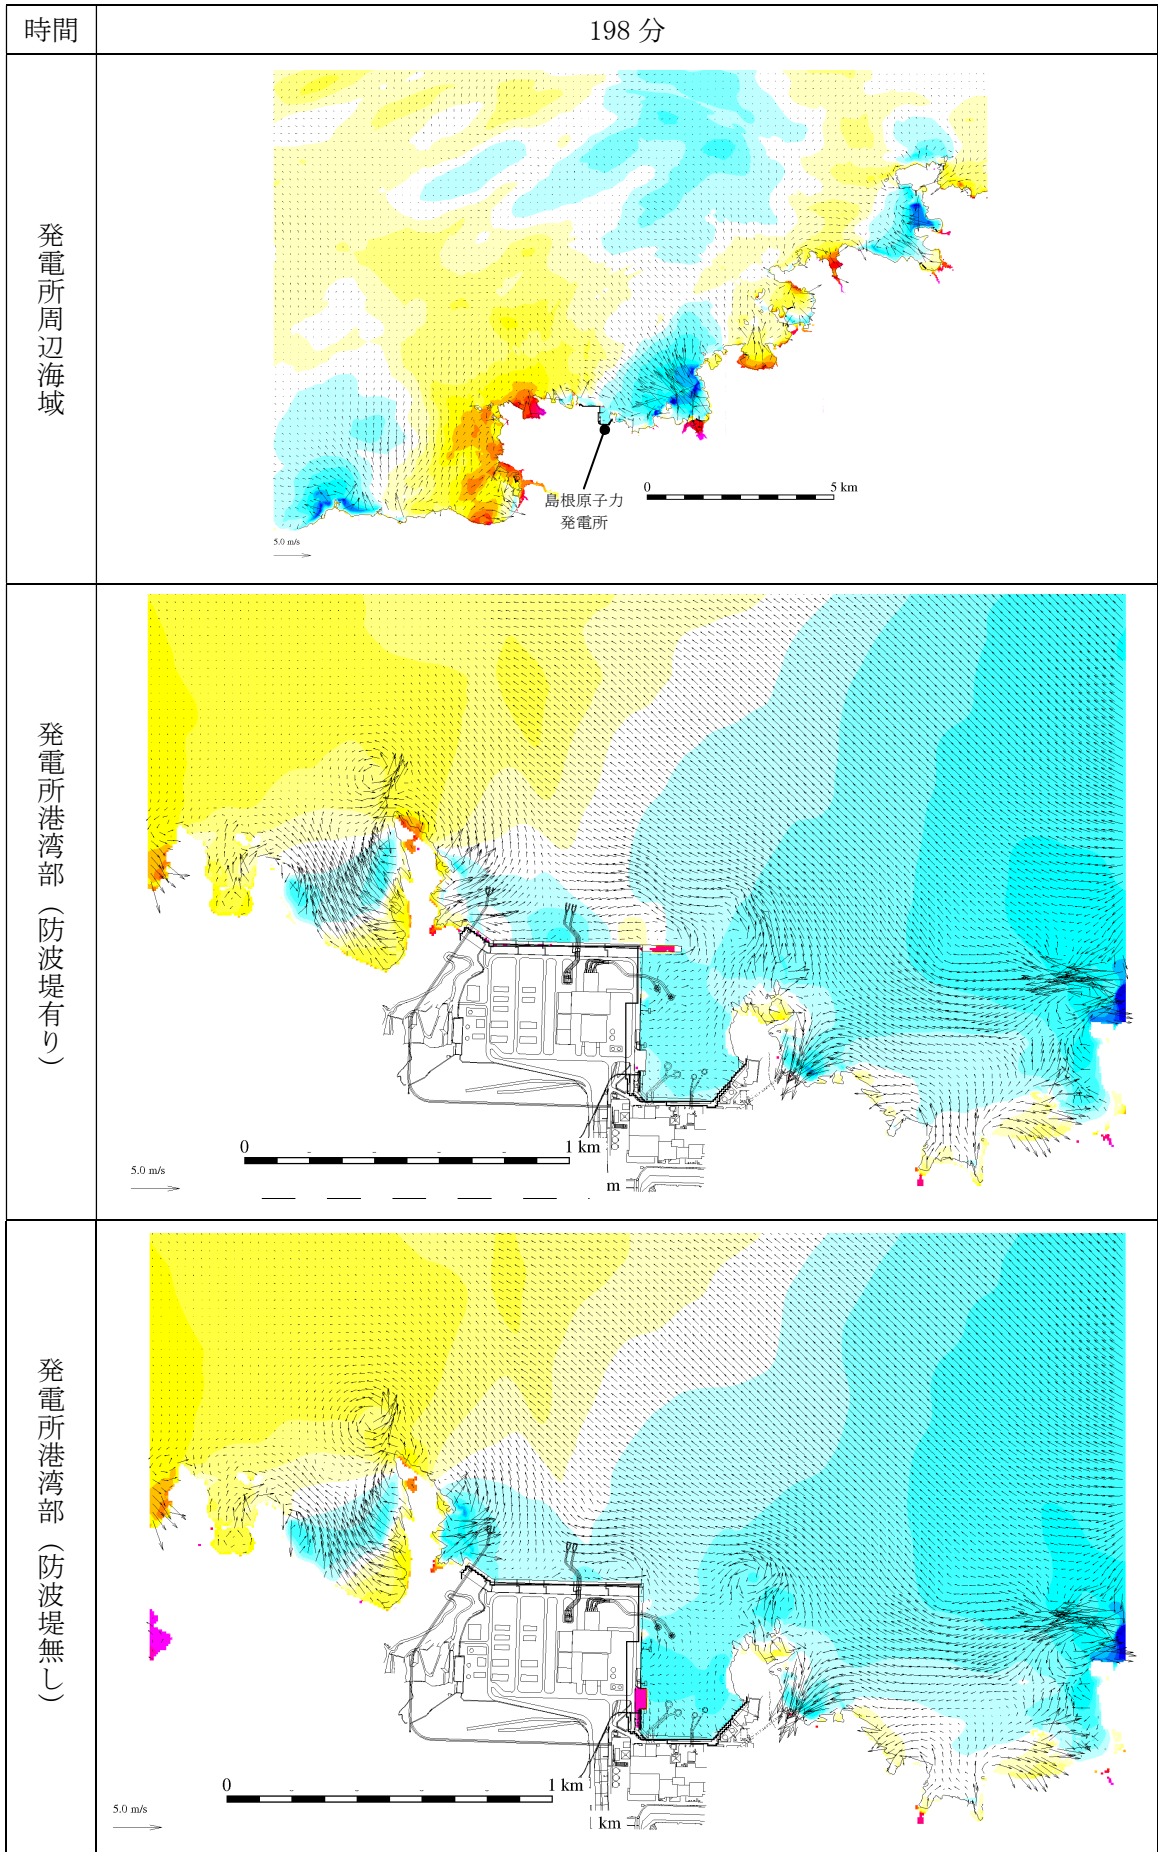 時間
198 分
発電所周辺海域
島根原子力
発電所
0
5 km
5.0 m/s
発電所港湾部（防波堤有り）
0
1 km
5.0 m/s
m
発電所港湾部（防波堤無し）
0
1 km
5.0 m/s
km